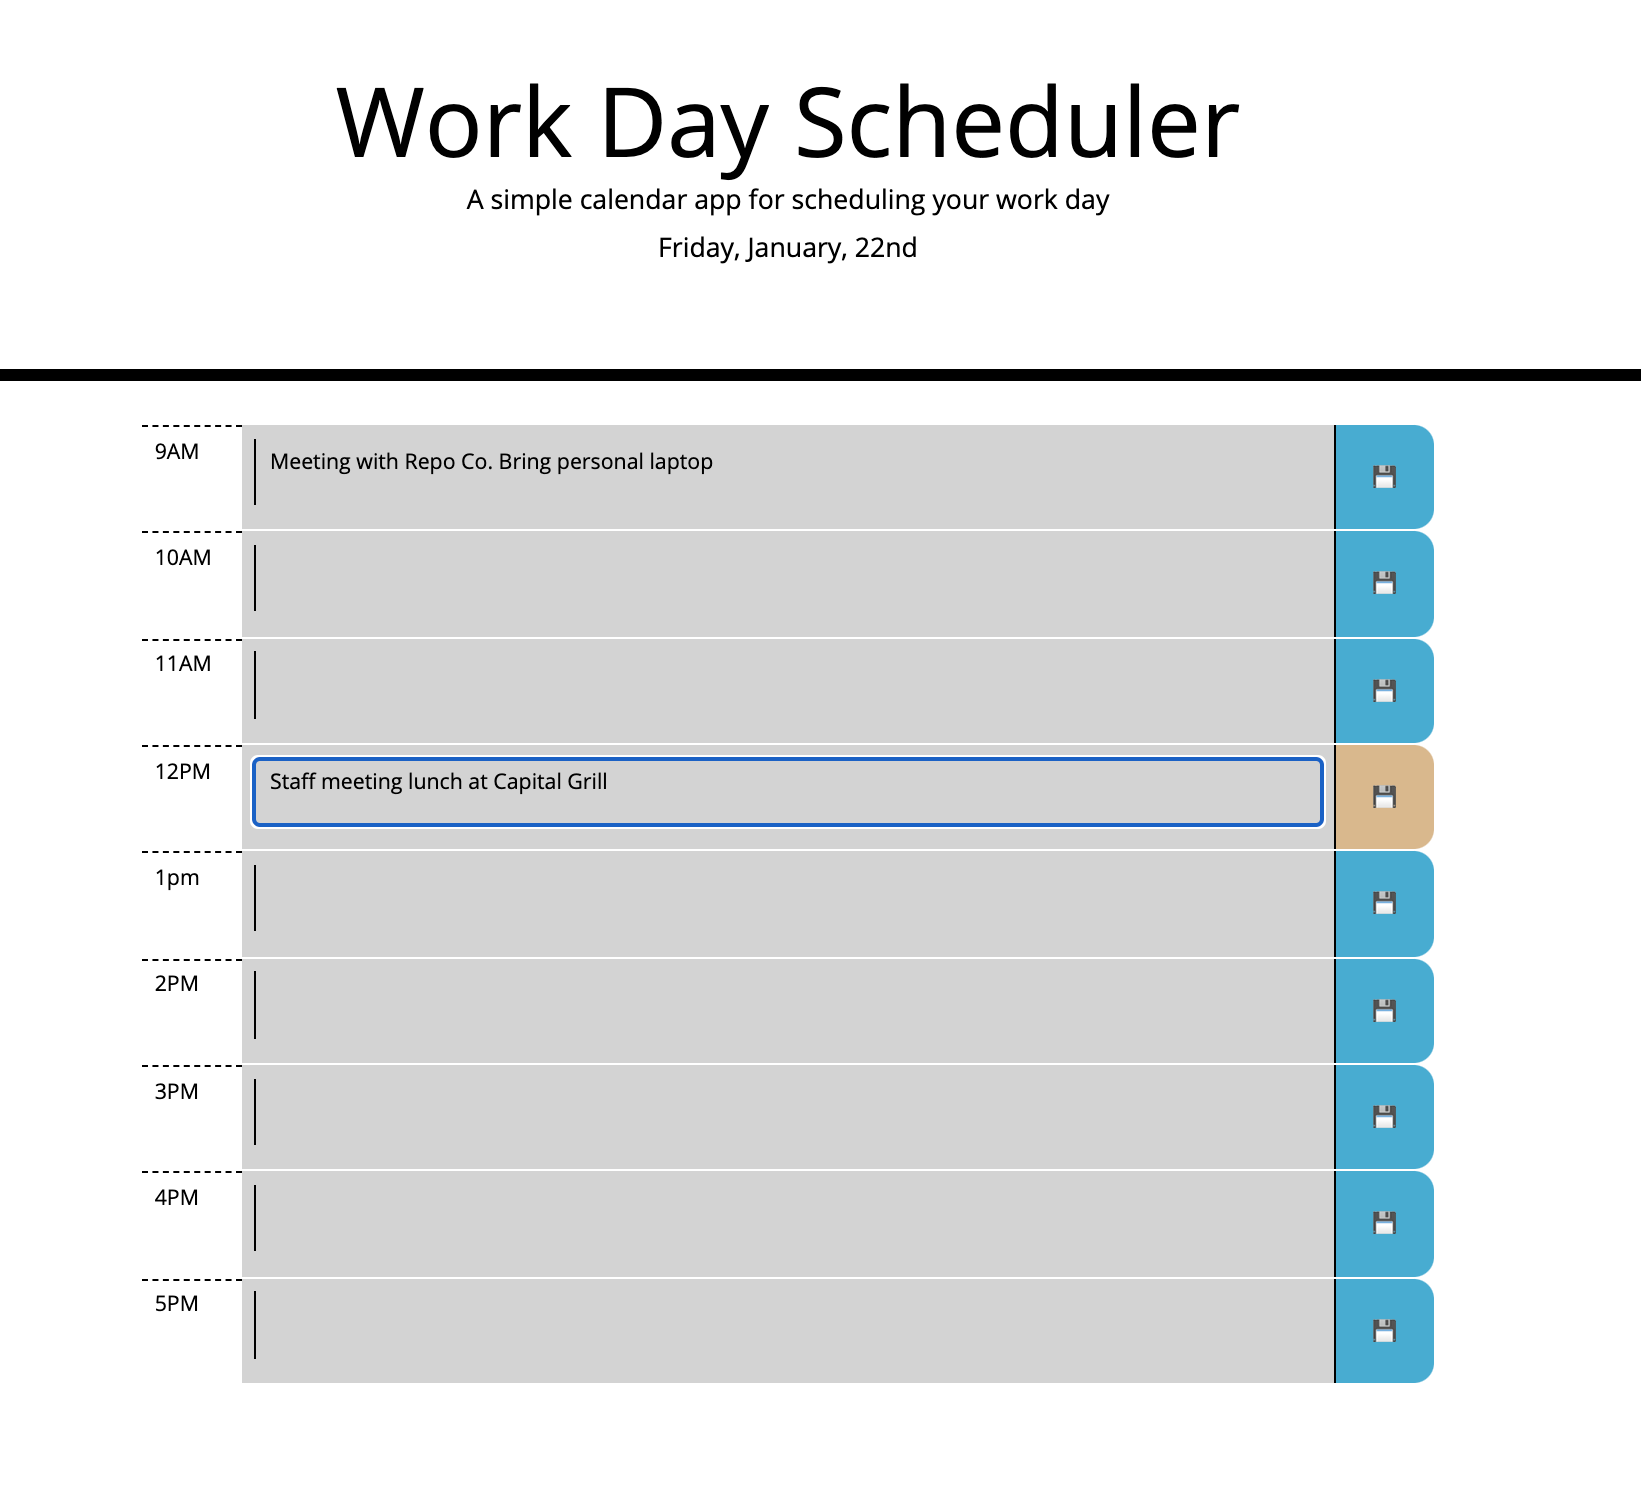 Work Day Scheduler
A simple calendar app for scheduling your work day
Friday, January, 22nd
9AM
Meeting with Repo Co. Bring personal laptop
10AM
11AM
12PM
Staff meeting lunch at Capital Grill
1pm
2PM
3PM
4PM
5PM